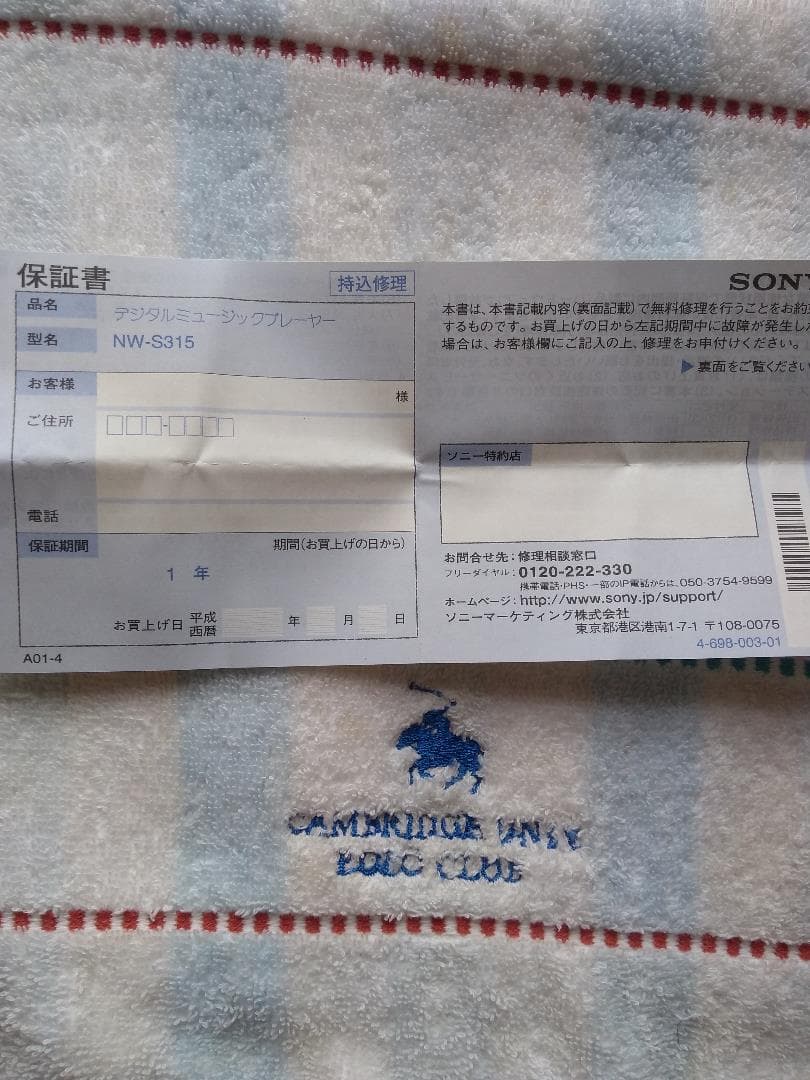 保証書
持込修理
品名
デジタルミュージックプレーヤー
型名
NW-S315
お客様
様
ご住所
電話
保証期間
期間(お買上げの日から)
1 年
お買上げ日 平成 西暦 年 月 日
A01-4
SONY
本書は、本書記載内容(裏面記載)で無料修理を行うことをお約
するものです。お買上げの日から左記期間中に故障が発生し
場合は、お客様欄にご記入の上、修理をお申付けください。
▶裏面をご覧ください
ソニー特約店
お問合せ先:修理相談窓口
フリーダイヤル:0120-222-330
携帯電話・PHS・一部のIP電話からは、050-3754-9599
ホームページ:http://www.sony.jp/support/
ソニーマーケティング株式会社
東京都港区港南1-7-1 〒108-0075
4-698-003-01
CAMBRIDGE UNIV
POLO CLUB